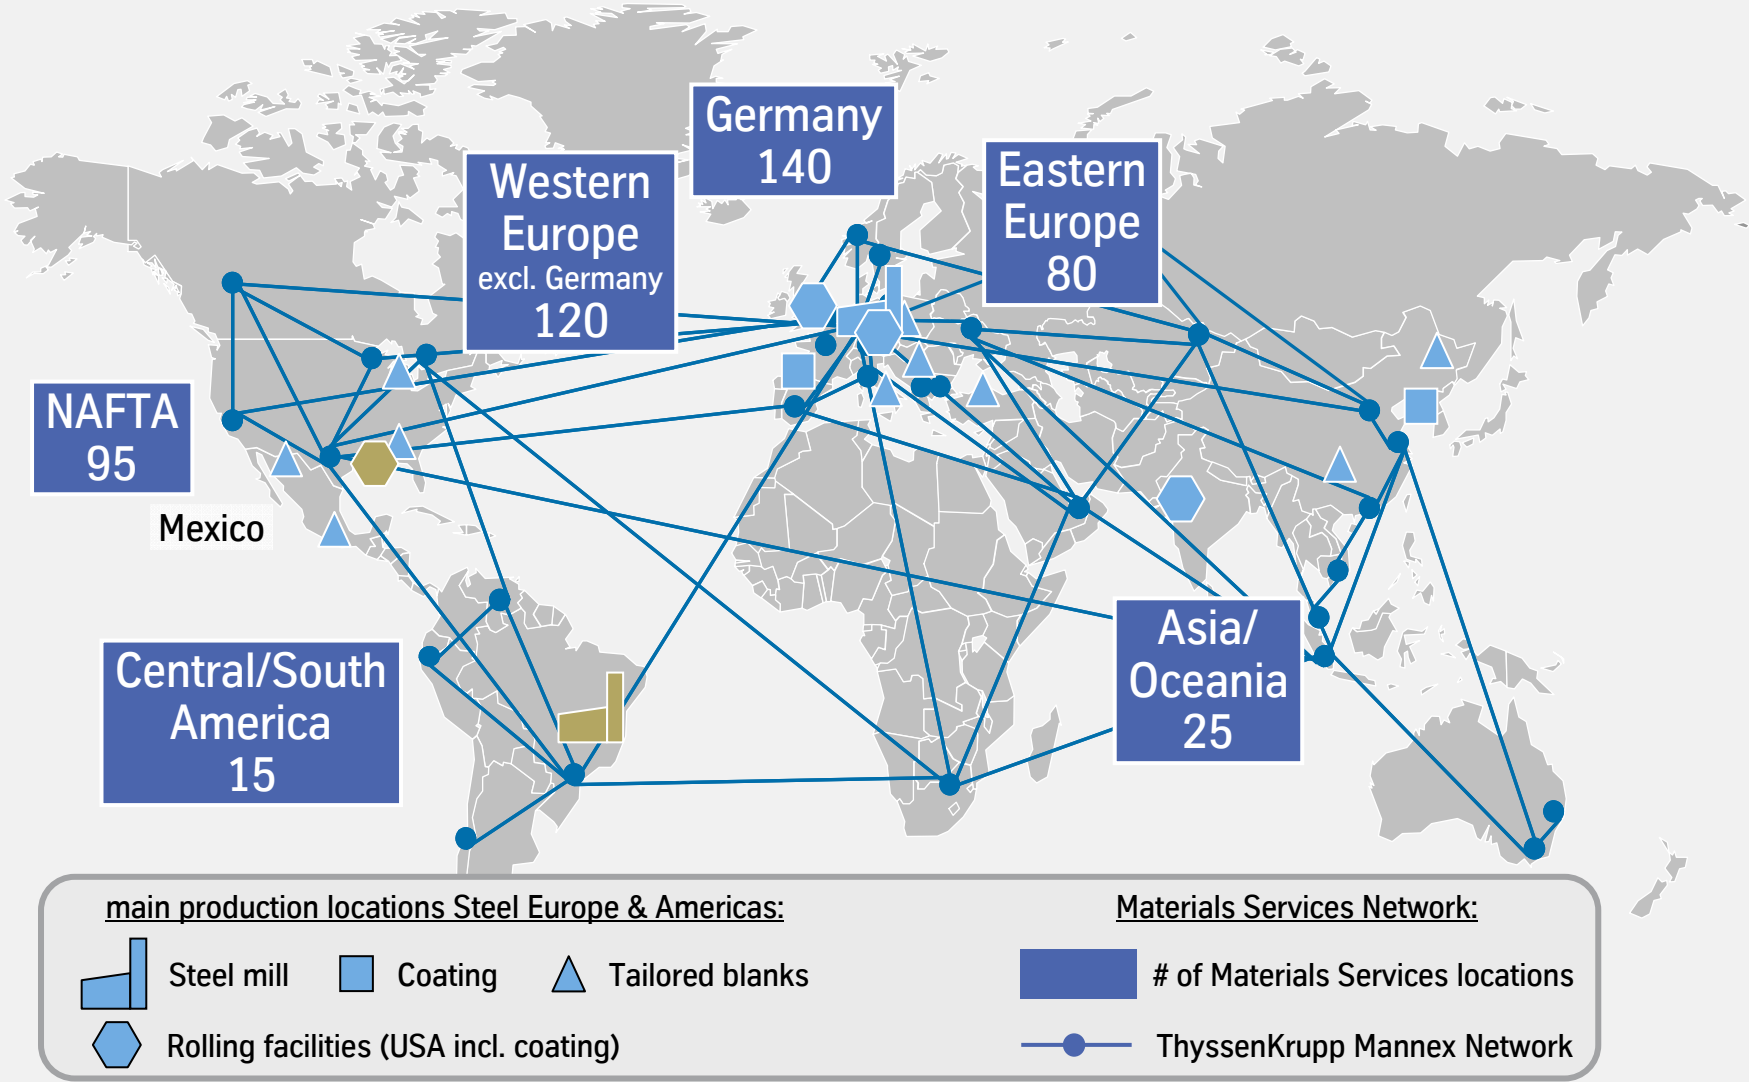 Germany
140
Western
Europe
excl. Germany
120
Eastern
Europe
80
NAFTA
95
Mexico
Asia/
Oceania
25
Central/South
America
15
main production locations Steel Europe & Americas:
Steel mill
Coating
Tailored blanks
Rolling facilities (USA incl. coating)
Materials Services Network:
# of Materials Services locations
ThyssenKrupp Mannex Network